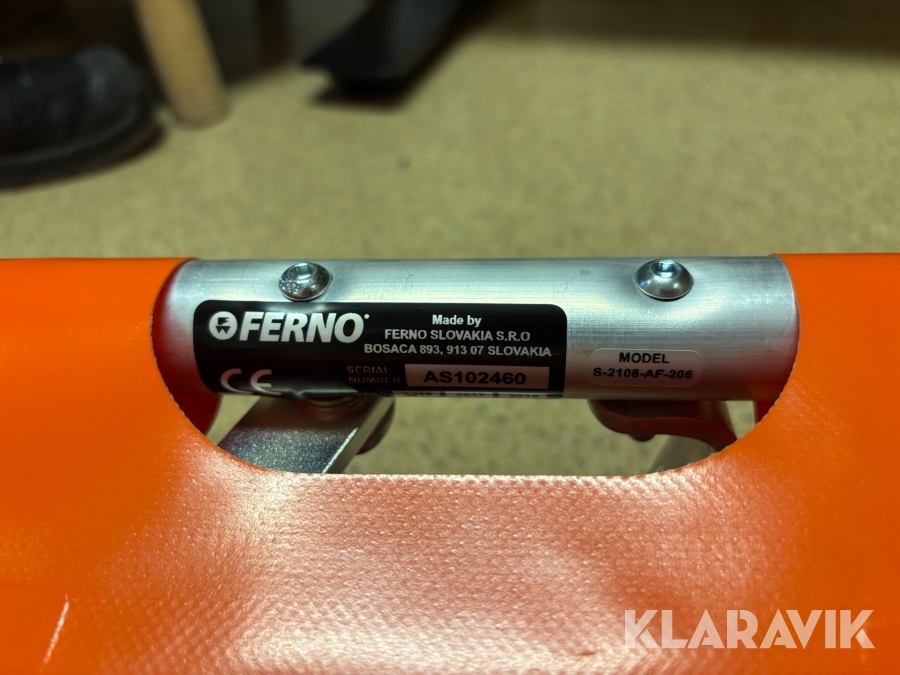 FERNO
Made by
FERNO SLOVAKIA S.R.O
BOSACA 893, 913 07 SLOVAKIA
CE
SERIAL
NUMBER
AS102460
MODEL
S-2108-AF-206
KLARAVIK